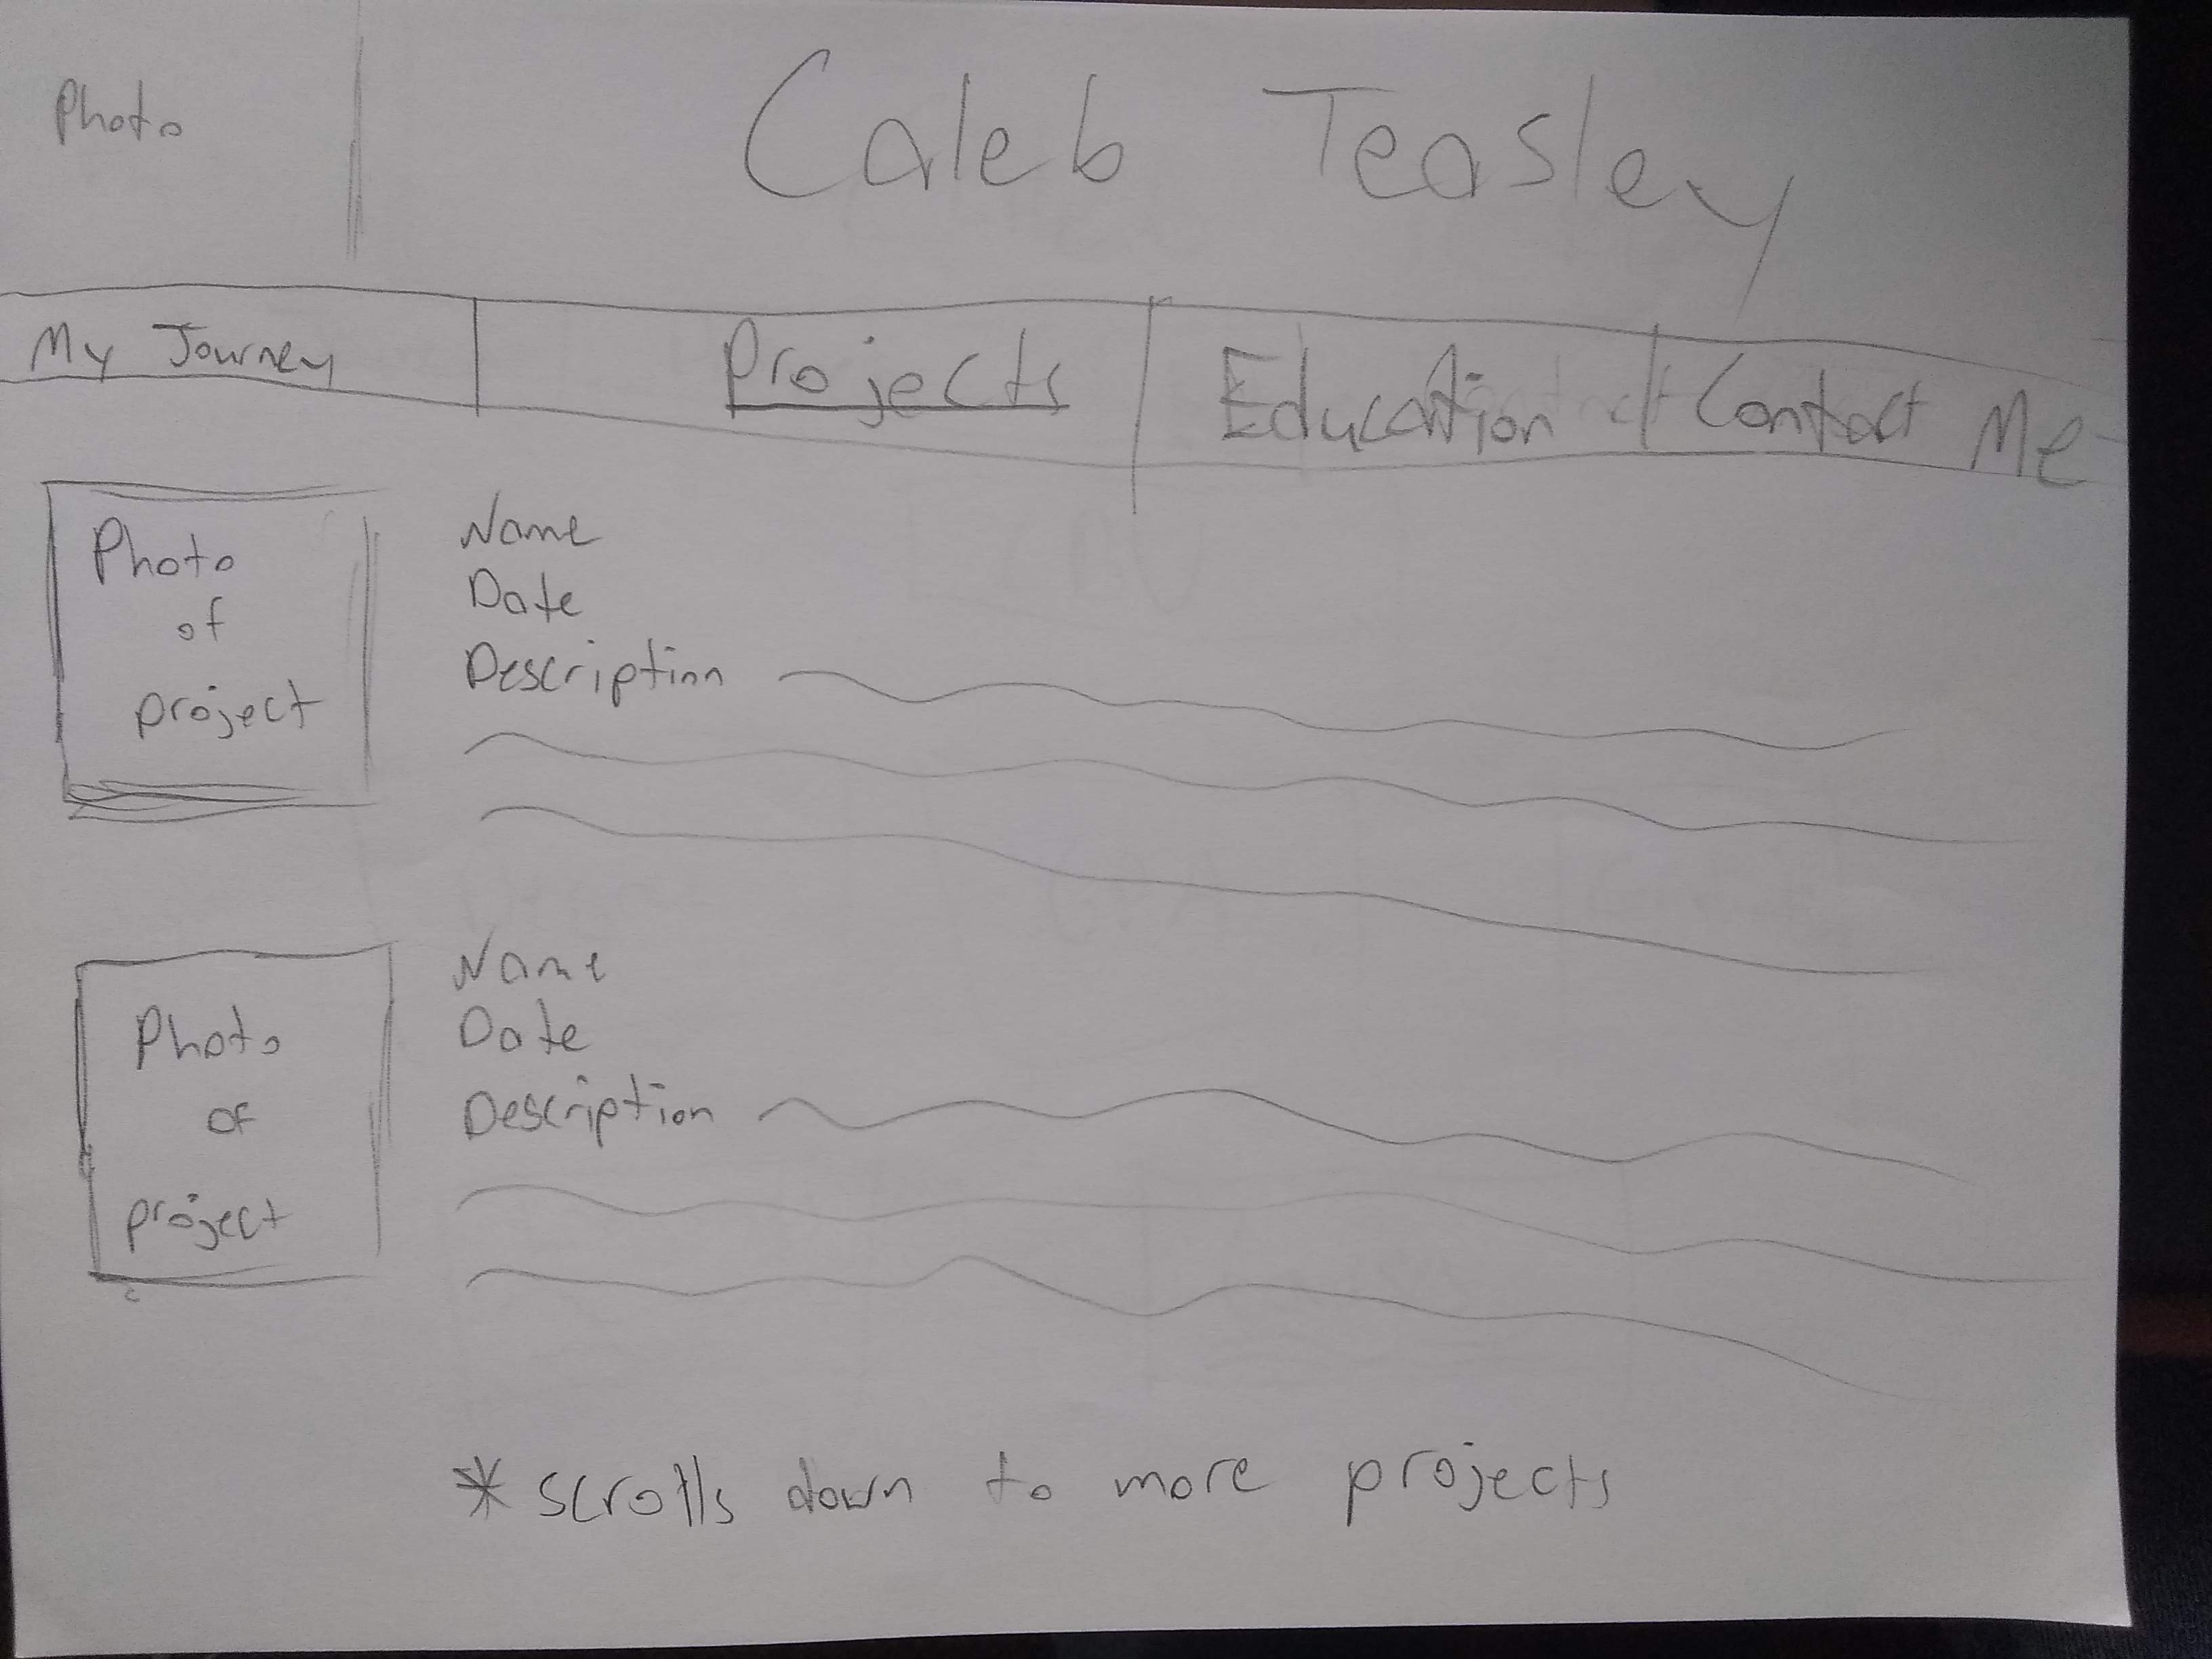 Photo
Caleb Teasley
My Journey
Projects
Education
Contact Me
Photo
of
project
Name
Date
Description
Photo
of
project
Name
Date
Description
* scrolls down to more projects